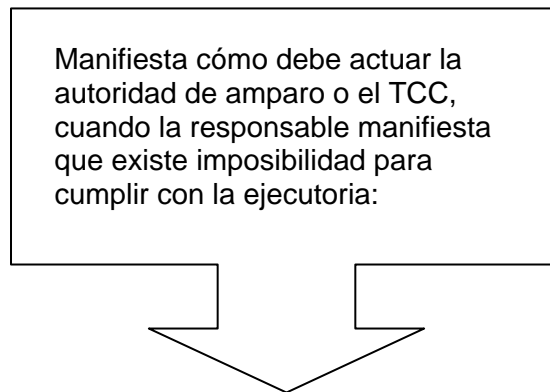 Manifiesta cómo debe actuar la
autoridad de amparo o el TCC,
cuando la responsable manifiesta
que existe imposibilidad para
cumplir con la ejecutoria: